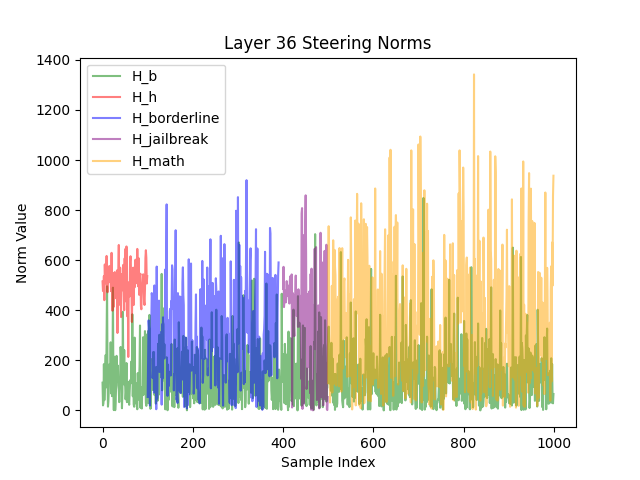 Layer 36 Steering Norms
1400
1200
1000
800
600
400
200
0
Norm Value
H_b
H_h
H_borderline
H_jailbreak
H_math
0 200 400 600 800 1000
Sample Index